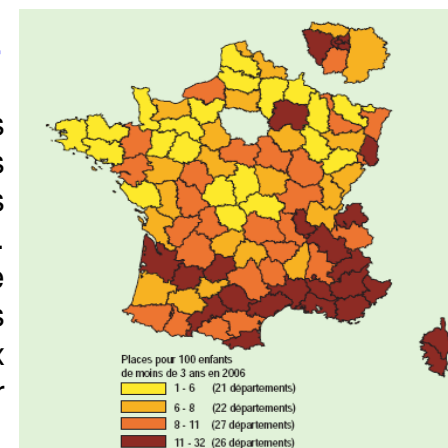 Places pour 100 enfants
de moins de 3 ans en 2006
1 - 6 (21 départements)
6 - 8 (22 départements)
8 - 11 (27 départements)
11 - 32 (26 départements)